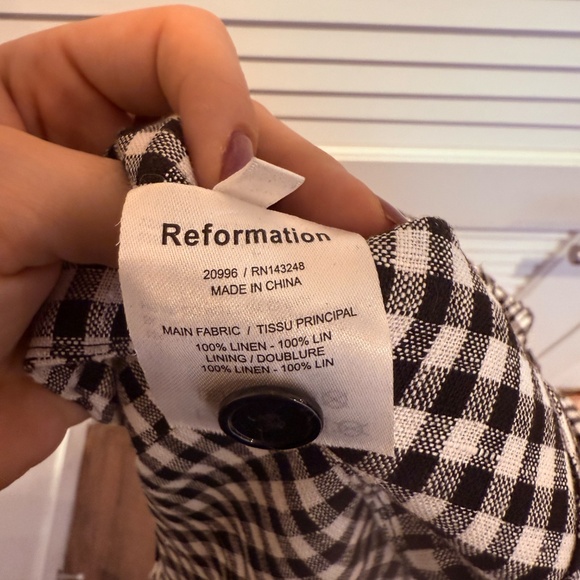 Reformation
20996 / RN143248
MADE IN CHINA
MAIN FABRIC / TISSU PRINCIPAL
100% LINEN - 100% LIN
LINING / DOUBLURE
100% LINEN - 100% LIN